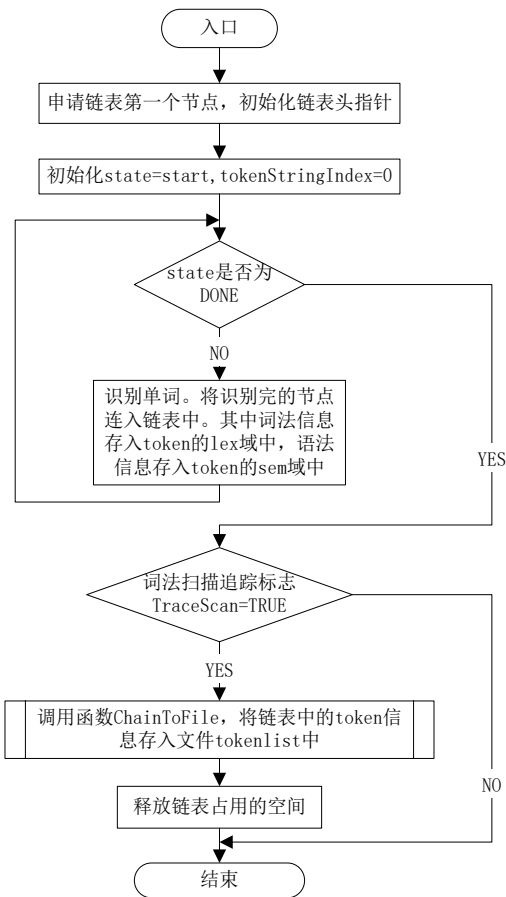 入口
申请链表第一个节点，初始化链表头指针
初始化state=start,tokenStringIndex=0
state是否为
DONE
NO
识别单词。将识别完的节点
连入链表中。其中词法信息
存入token的lex域中，语法
信息存入token的sem域中
YES
词法扫描追踪标志
TraceScan=TRUE
YES
调用函数ChainToFile，将链表中的token信
息存入文件tokenlist中
NO
释放链表占用的空间
结束